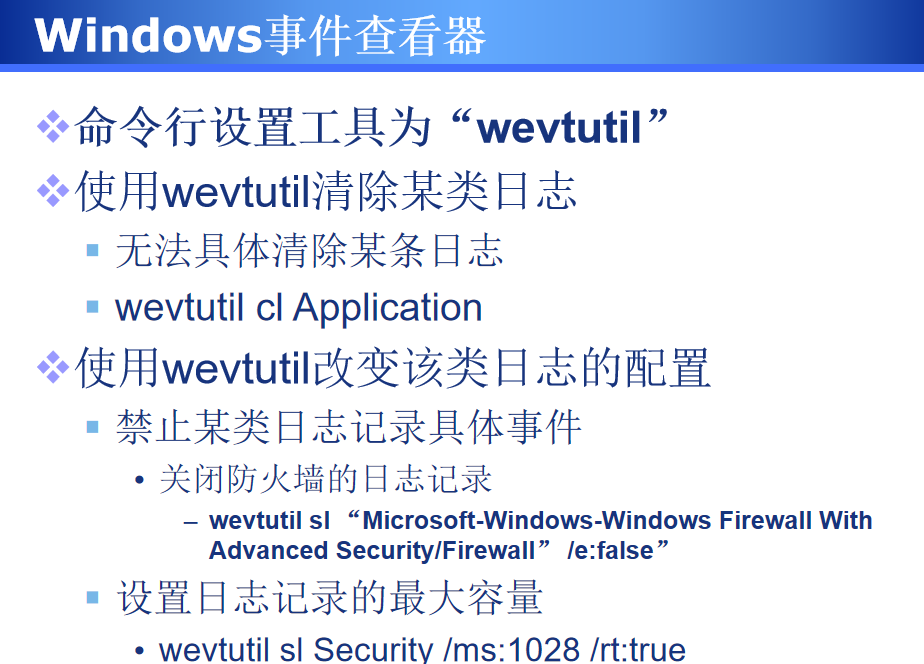 Windows事件查看器
命令行设置工具为“wevtutil”
使用wevtutil清除某类日志
无法具体清除某条日志
wevtutil cl Application
使用wevtutil改变该类日志的配置
禁止某类日志记录具体事件
• 关闭防火墙的日志记录
– wevtutil sl “Microsoft-Windows-Windows Firewall With
Advanced Security/Firewall” /e:false”
设置日志记录的最大容量
• wevtutil sl Security /ms:1028 /rt:true